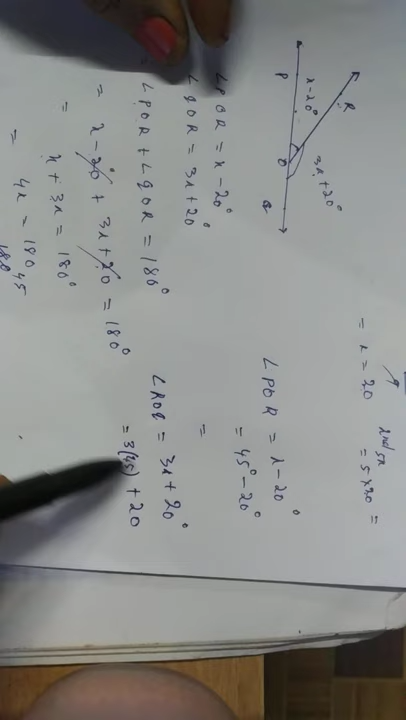 P
x-20°
R
O
3x+20°
Q
∠POR = x-20°
∠QOR = 3x+20°
∠POR + ∠QOR = 180°
= x - 20° + 3x + 20 = 180°
= x + 3x = 180°
= 4x = 180
45
180
= x = 20
= 5 x 20 =
∠POR = x - 20°
= 45° - 20°
=
∠ROQ = 3x + 20°
= 3(45) + 20